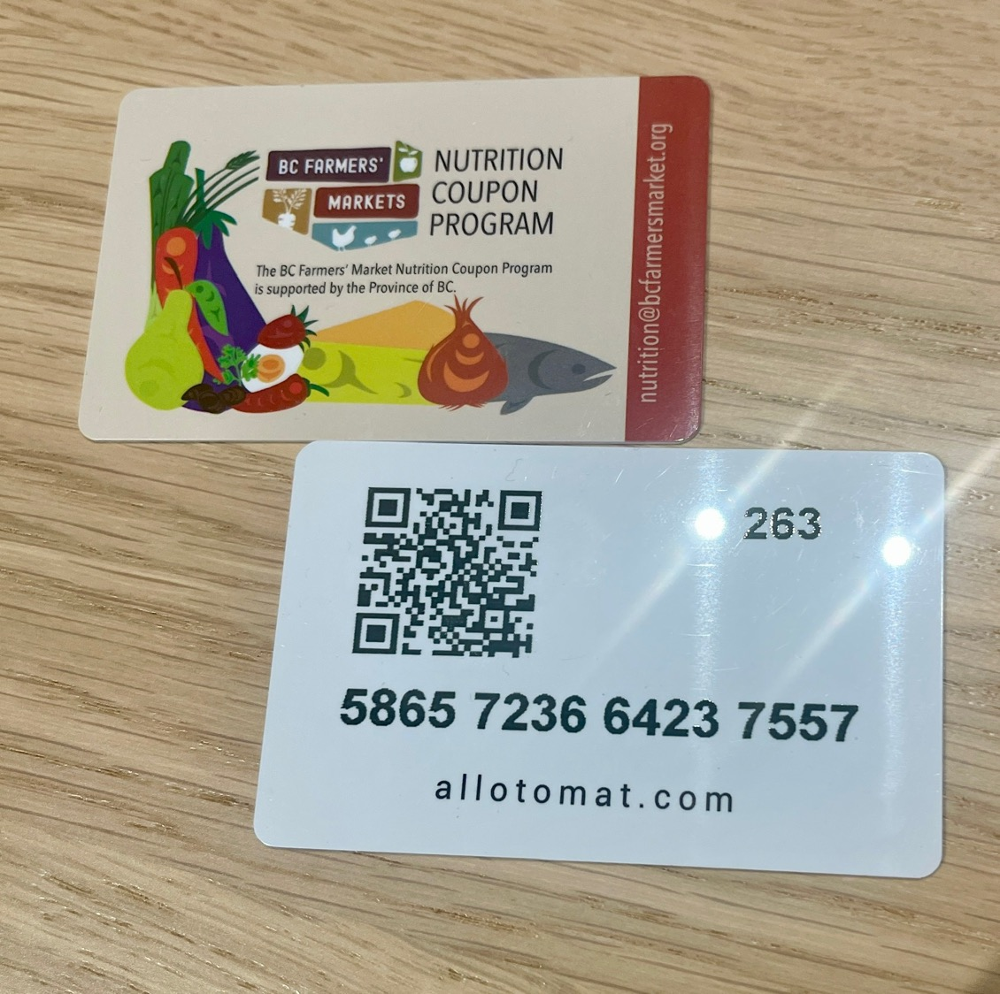 BC FARMERS'
MARKETS
NUTRITION
COUPON
PROGRAM
The BC Farmers' Market Nutrition Coupon Program
is supported by the Province of BC.
nutrition@bcfarmersmarket.org
263
5865 7236 6423 7557
allotomat.com